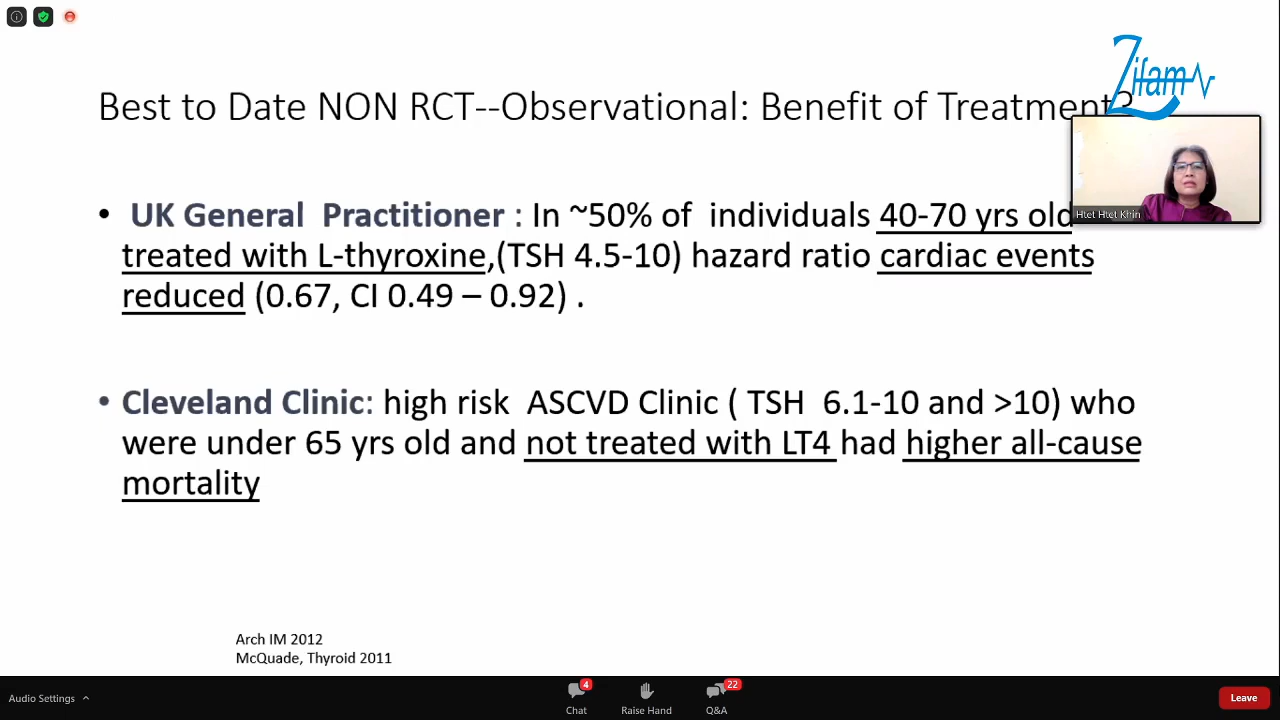 Zifam
Best to Date NON RCT--Observational: Benefit of Treatment?
Htet Htet Khin
• UK General Practitioner : In ~50% of individuals 40-70 yrs old
treated with L-thyroxine,(TSH 4.5-10) hazard ratio cardiac events
reduced (0.67, CI 0.49 – 0.92) .
• Cleveland Clinic: high risk ASCVD Clinic ( TSH 6.1-10 and >10) who
were under 65 yrs old and not treated with LT4 had higher all-cause
mortality
Arch IM 2012
McQuade, Thyroid 2011
Audio Settings
4
22
Chat
Raise Hand
Q&A
Leave